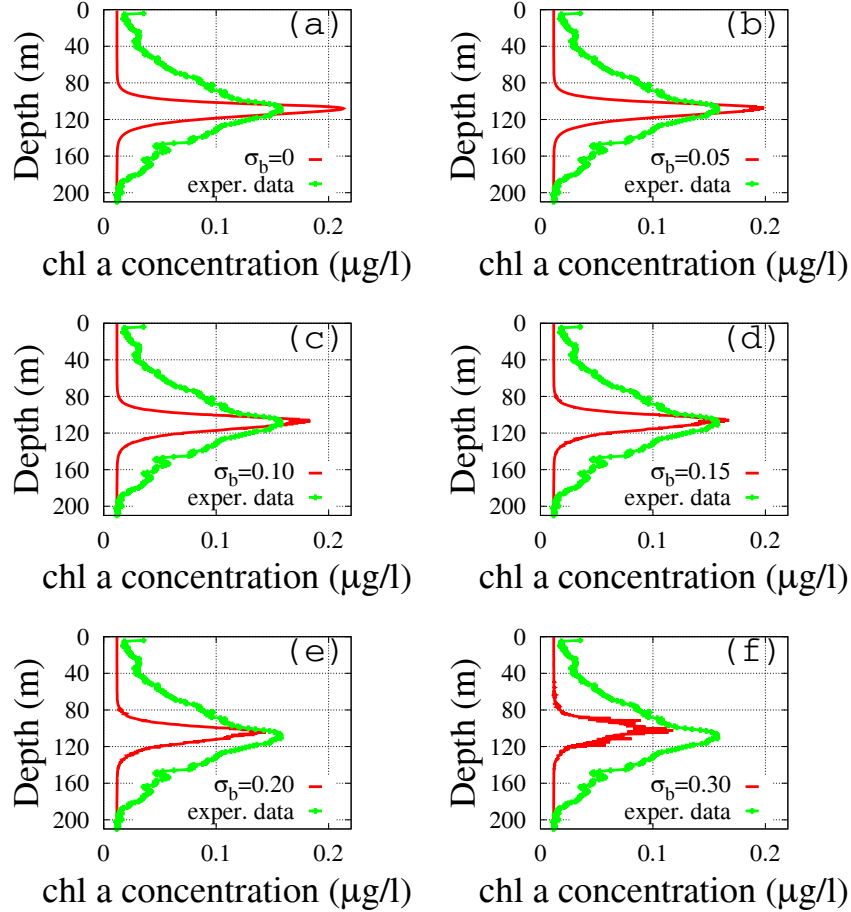 (a)
Depth (m)
0
40
80
120
160
200
σb=0
exper. data
0 0.1 0.2
chl a concentration (μg/l)
(b)
Depth (m)
0
40
80
120
160
200
σb=0.05
exper. data
0 0.1 0.2
chl a concentration (μg/l)
(c)
Depth (m)
0
40
80
120
160
200
σb=0.10
exper. data
0 0.1 0.2
chl a concentration (μg/l)
(d)
Depth (m)
0
40
80
120
160
200
σb=0.15
exper. data
0 0.1 0.2
chl a concentration (μg/l)
(e)
Depth (m)
0
40
80
120
160
200
σb=0.20
exper. data
0 0.1 0.2
chl a concentration (μg/l)
(f)
Depth (m)
0
40
80
120
160
200
σb=0.30
exper. data
0 0.1 0.2
chl a concentration (μg/l)